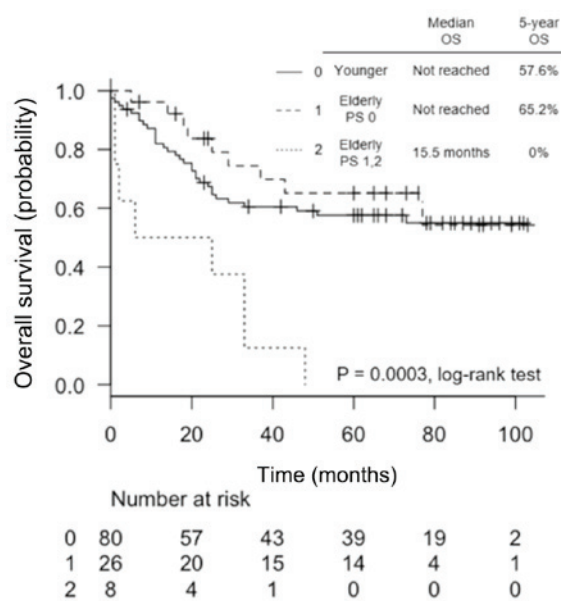 Median OS 5-year OS
0 Younger Not reached 57.6%
1 Elderly PS 0 Not reached 65.2%
2 Elderly PS 1,2 15.5 months 0%
Overall survival (probability)
1.0
0.8
0.6
0.4
0.2
0.0
P = 0.0003, log-rank test
0 20 40 60 80 100
Time (months)
Number at risk
0 80 57 43 39 19 2
1 26 20 15 14 4 1
2 8 4 1 0 0 0